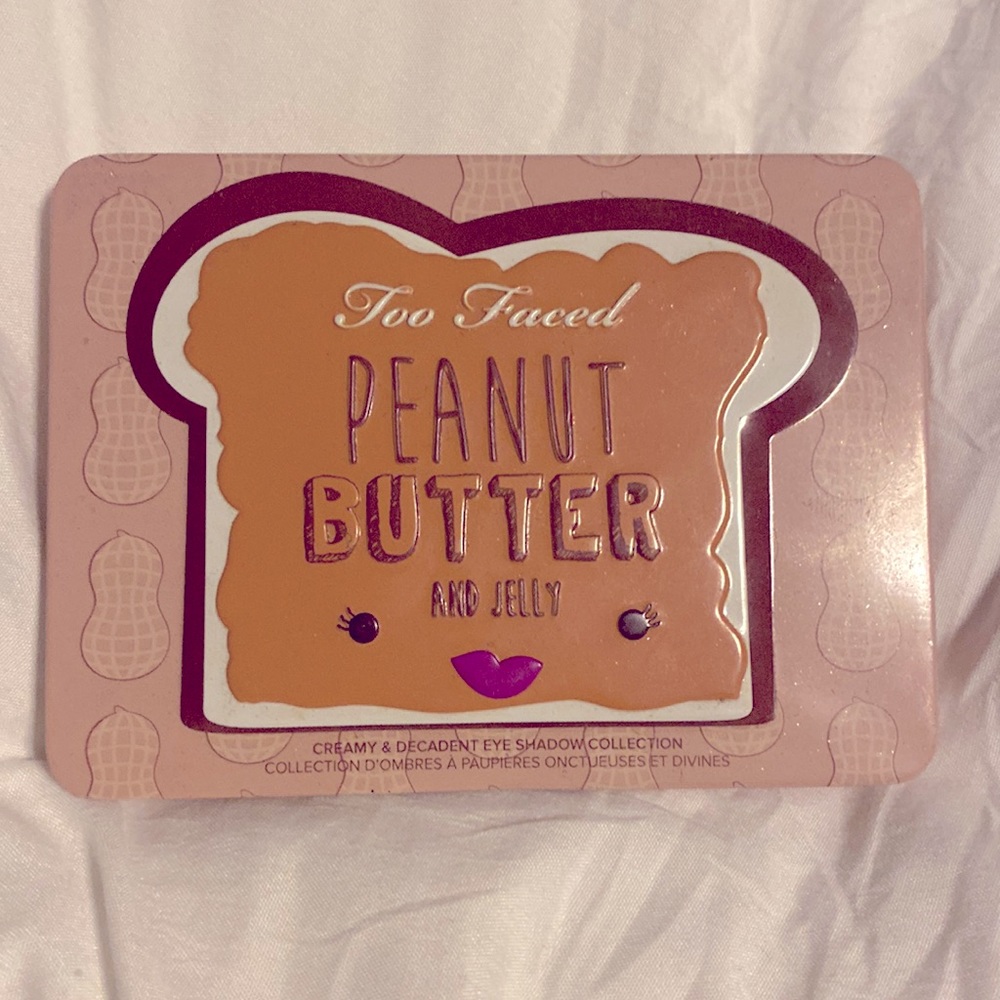 Too Faced
PEANUT
BUTTER
AND JELLY
CREAMY & DECADENT EYE SHADOW COLLECTION
COLLECTION D'OMBRES À PAUPIÈRES ONCTUEUSES ET DIVINES